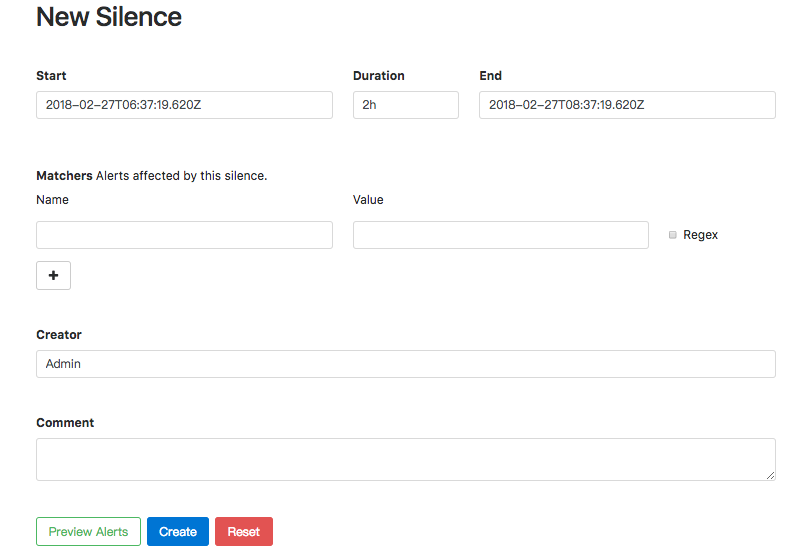 New Silence
Start Duration End
2018-02-27T06:37:19.620Z 2h 2018-02-27T08:37:19.620Z
Matchers Alerts affected by this silence.
Name Value
Regex
+
Creator
Admin
Comment
Preview Alerts Create Reset